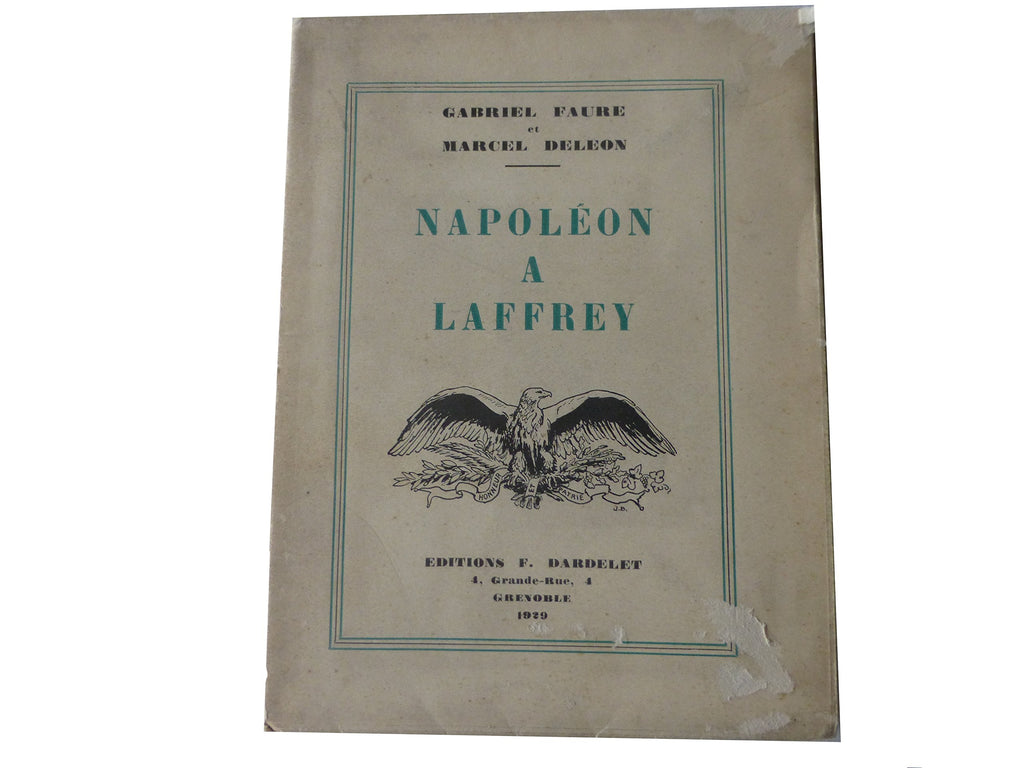 GABRIEL FAURE
et
MARCEL DELEON
NAPOLÉON
A
LAFFREY
HONNEUR
PATRIE
J.D.
EDITIONS F. DARDELET
4, Grande-Rue, 4
GRENOBLE
1929